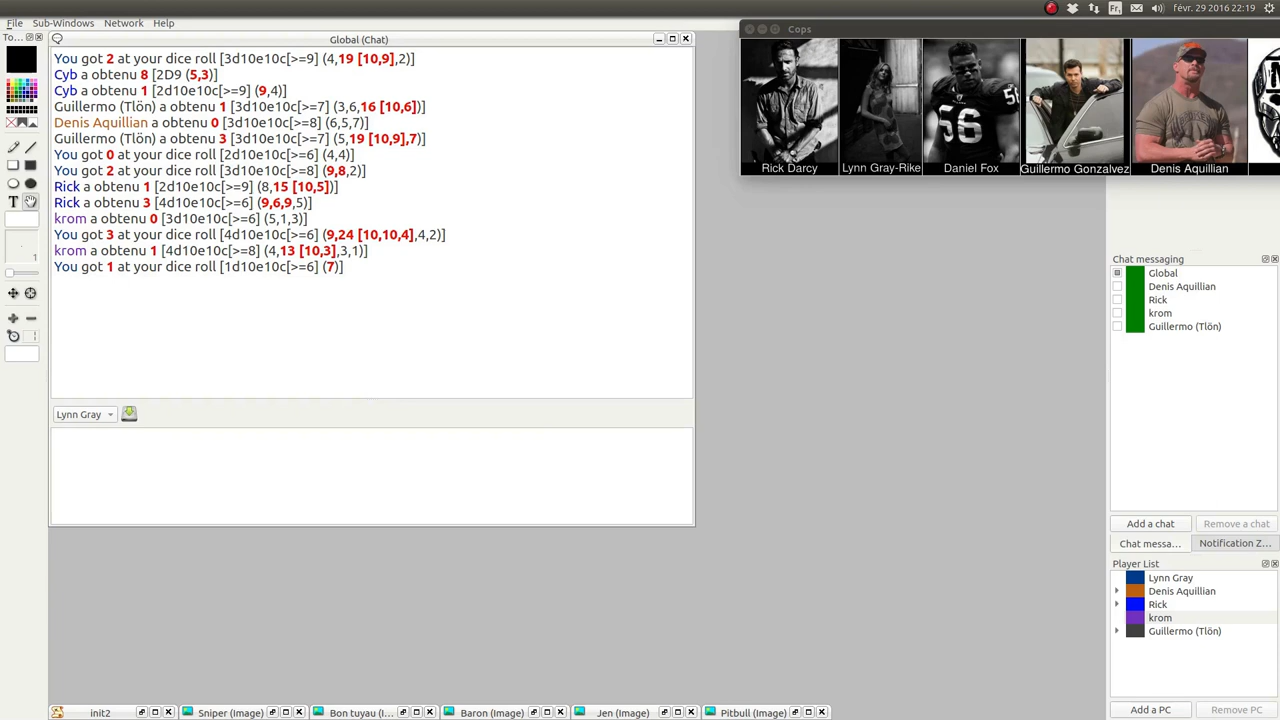 File Sub-Windows Network Help
Fr
févr. 29 2016 22:19
To...
Global (Chat)
Cops
You got 2 at your dice roll [3d10e10c[>=9] (4,19 [10,9],2)]
Cyb a obtenu 8 [2D9 (5,3)]
Cyb a obtenu 1 [2d10e10c[>=9] (9,4)]
Guillermo (Tlön) a obtenu 1 [3d10e10c[>=7] (3,6,16 [10,6])]
Denis Aquillian a obtenu 0 [3d10e10c[>=8] (6,5,7)]
Guillermo (Tlön) a obtenu 3 [3d10e10c[>=7] (5,19 [10,9],7)]
You got 0 at your dice roll [2d10e10c[>=6] (4,4)]
You got 2 at your dice roll [3d10e10c[>=8] (9,8,2)]
Rick a obtenu 1 [2d10e10c[>=9] (8,15 [10,5])]
Rick a obtenu 3 [4d10e10c[>=6] (9,6,9,5)]
krom a obtenu 0 [3d10e10c[>=6] (5,1,3)]
You got 3 at your dice roll [4d10e10c[>=6] (9,24 [10,10,4],4,2)]
krom a obtenu 1 [4d10e10c[>=8] (4,13 [10,3],3,1)]
You got 1 at your dice roll [1d10e10c[>=6] (7)]
56
Rick Darcy
Lynn Gray-Rike
Daniel Fox
Guillermo Gonzalvez
Denis Aquillian
Chat messaging
Global
Denis Aquillian
Rick
krom
Guillermo (Tlön)
Lynn Gray
Add a chat
Remove a chat
Chat messa...
Notification Z...
Player List
Lynn Gray
Denis Aquillian
Rick
krom
Guillermo (Tlön)
Add a PC
Remove PC
init2
Sniper (Image)
Bon tuyau (I...
Baron (Image)
Jen (Image)
Pitbull (Image)